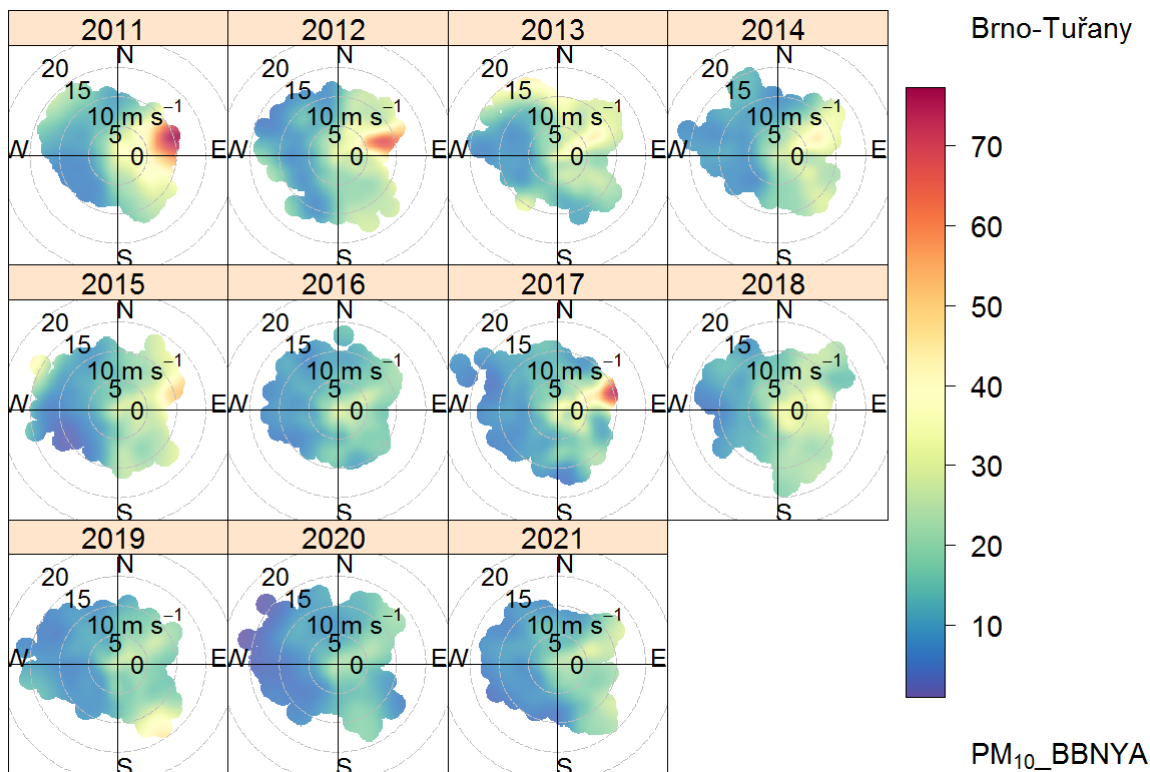 Brno-Tuřany
2011 2012 2013 2014
N N N N
20 20 20 20
15 15 15 15
10 m s⁻¹ 10 m s⁻¹ 10 m s⁻¹ 10 m s⁻¹
5 5 5 5
W 0 E W 0 E W 0 E W 0 E
S S S S
2015 2016 2017 2018
N N N N
20 20 20 20
15 15 15 15
10 m s⁻¹ 10 m s⁻¹ 10 m s⁻¹ 10 m s⁻¹
5 5 5 5
W 0 E W 0 E W 0 E W 0 E
S S S S
2019 2020 2021
N N N
20 20 20
15 15 15
10 m s⁻¹ 10 m s⁻¹ 10 m s⁻¹
5 5 5
W 0 E W 0 E W 0 E
S S S
70
60
50
40
30
20
10
PM₁₀_BBNYA